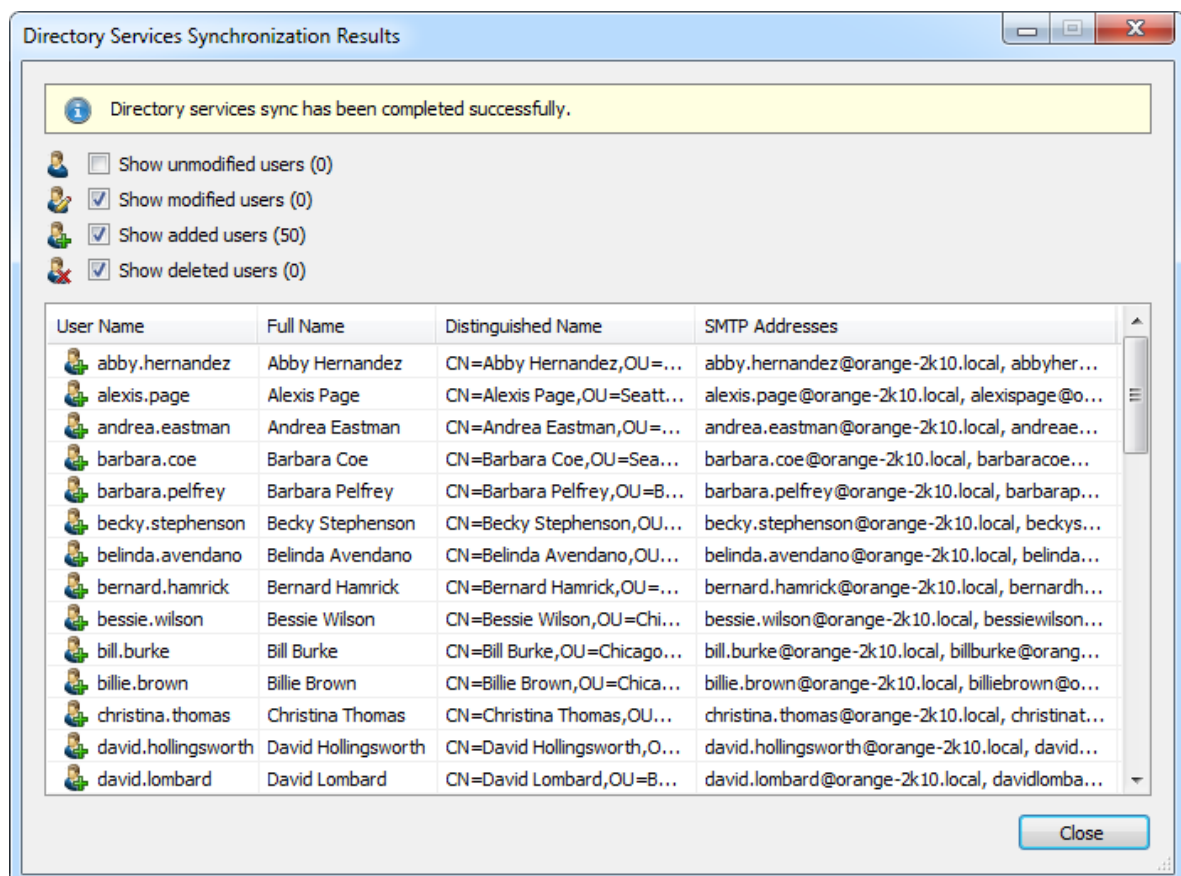 Directory Services Synchronization Results
Directory services sync has been completed successfully.
Show unmodified users (0)
Show modified users (0)
Show added users (50)
Show deleted users (0)
User Name Full Name Distinguished Name SMTP Addresses
abby.hernandez Abby Hernandez CN=Abby Hernandez,OU=... abby.hernandez@orange-2k10.local, abbyher...
alexis.page Alexis Page CN=Alexis Page,OU=Seatt... alexis.page@orange-2k10.local, alexispage@o...
andrea.eastman Andrea Eastman CN=Andrea Eastman,OU=... andrea.eastman@orange-2k10.local, andreae...
barbara.coe Barbara Coe CN=Barbara Coe,OU=Sea... barbara.coe@orange-2k10.local, barbaracoe...
barbara.pelfrey Barbara Pelfrey CN=Barbara Pelfrey,OU=B... barbara.pelfrey@orange-2k10.local, barbarap...
becky.stephenson Becky Stephenson CN=Becky Stephenson,OU... becky.stephenson@orange-2k10.local, beckys...
belinda.avendano Belinda Avendano CN=Belinda Avendano,OU... belinda.avendano@orange-2k10.local, belinda...
bernard.hamrick Bernard Hamrick CN=Bernard Hamrick,OU=... bernard.hamrick@orange-2k10.local, bernardh...
bessie.wilson Bessie Wilson CN=Bessie Wilson,OU=Chi... bessie.wilson@orange-2k10.local, bessiewilson...
bill.burke Bill Burke CN=Bill Burke,OU=Chicago... bill.burke@orange-2k10.local, billburke@orang...
billie.brown Billie Brown CN=Billie Brown,OU=Chica... billie.brown@orange-2k10.local, billiebrown@o...
christina.thomas Christina Thomas CN=Christina Thomas,OU... christina.thomas@orange-2k10.local, christinat...
david.hollingsworth David Hollingsworth CN=David Hollingsworth,O... david.hollingsworth@orange-2k10.local, david...
david.lombard David Lombard CN=David Lombard,OU=B... david.lombard@orange-2k10.local, davidlomba...
Close